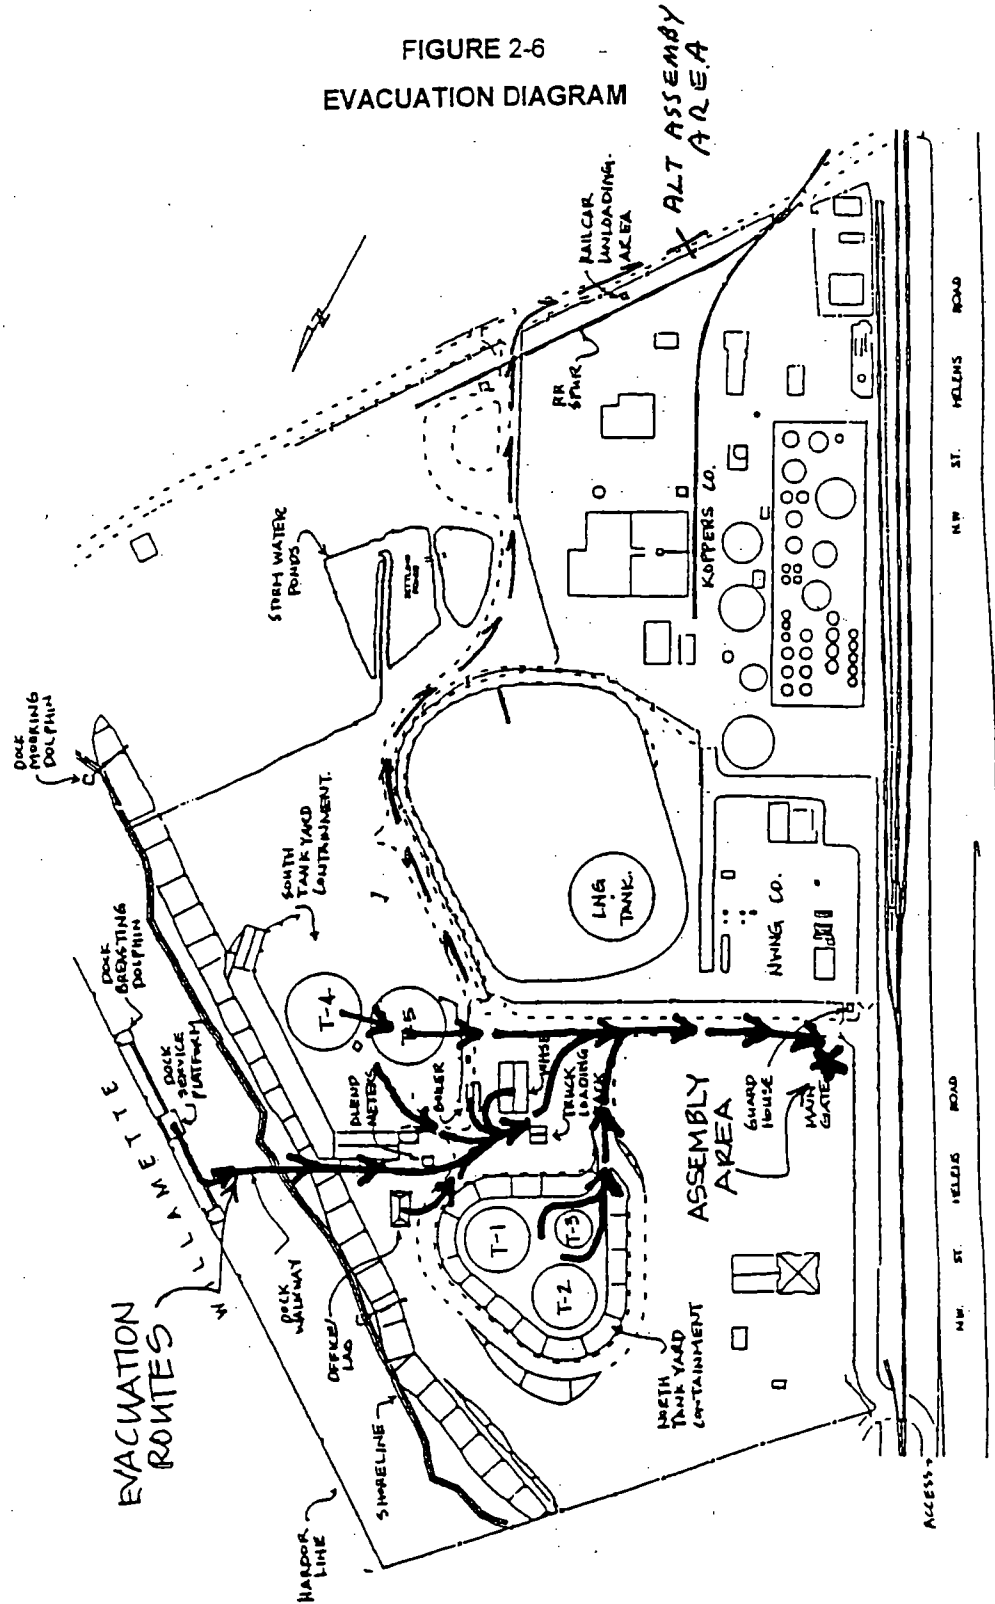 FIGURE 2-6
EVACUATION DIAGRAM
ALT ASSEMBY
AREA
RAILCAR
UNLOADING
AREA
RR
SPUR
N
STORM WATER
PONDS
SETTLING
POND
KOPPERS CO.
DOCK
MOORING
DOLPHIN
SOUTH
TANK YARD
CONTAINMENT
LNG
TANK
NWNG CO.
DOCK
BREASTING
DOLPHIN
DOCK
SERVICE
PLATFORM
WILLAMETTE
T-4
T-5
BLEND
METERS
BOILER
WHSE
TRUCK
LOADING
RACK
GUARD
HOUSE
MAIN
GATE
ASSEMBLY
AREA
T-1
T-3
T-2
EVACUATION
ROUTES
DOCK
WALKWAY
OFFICE/
LAB
SHORELINE
HARBOR
LINE
NORTH
TANK YARD
CONTAINMENT
ACCESS
N.W. ST. HELENS ROAD
N.W. ST. HELENS ROAD